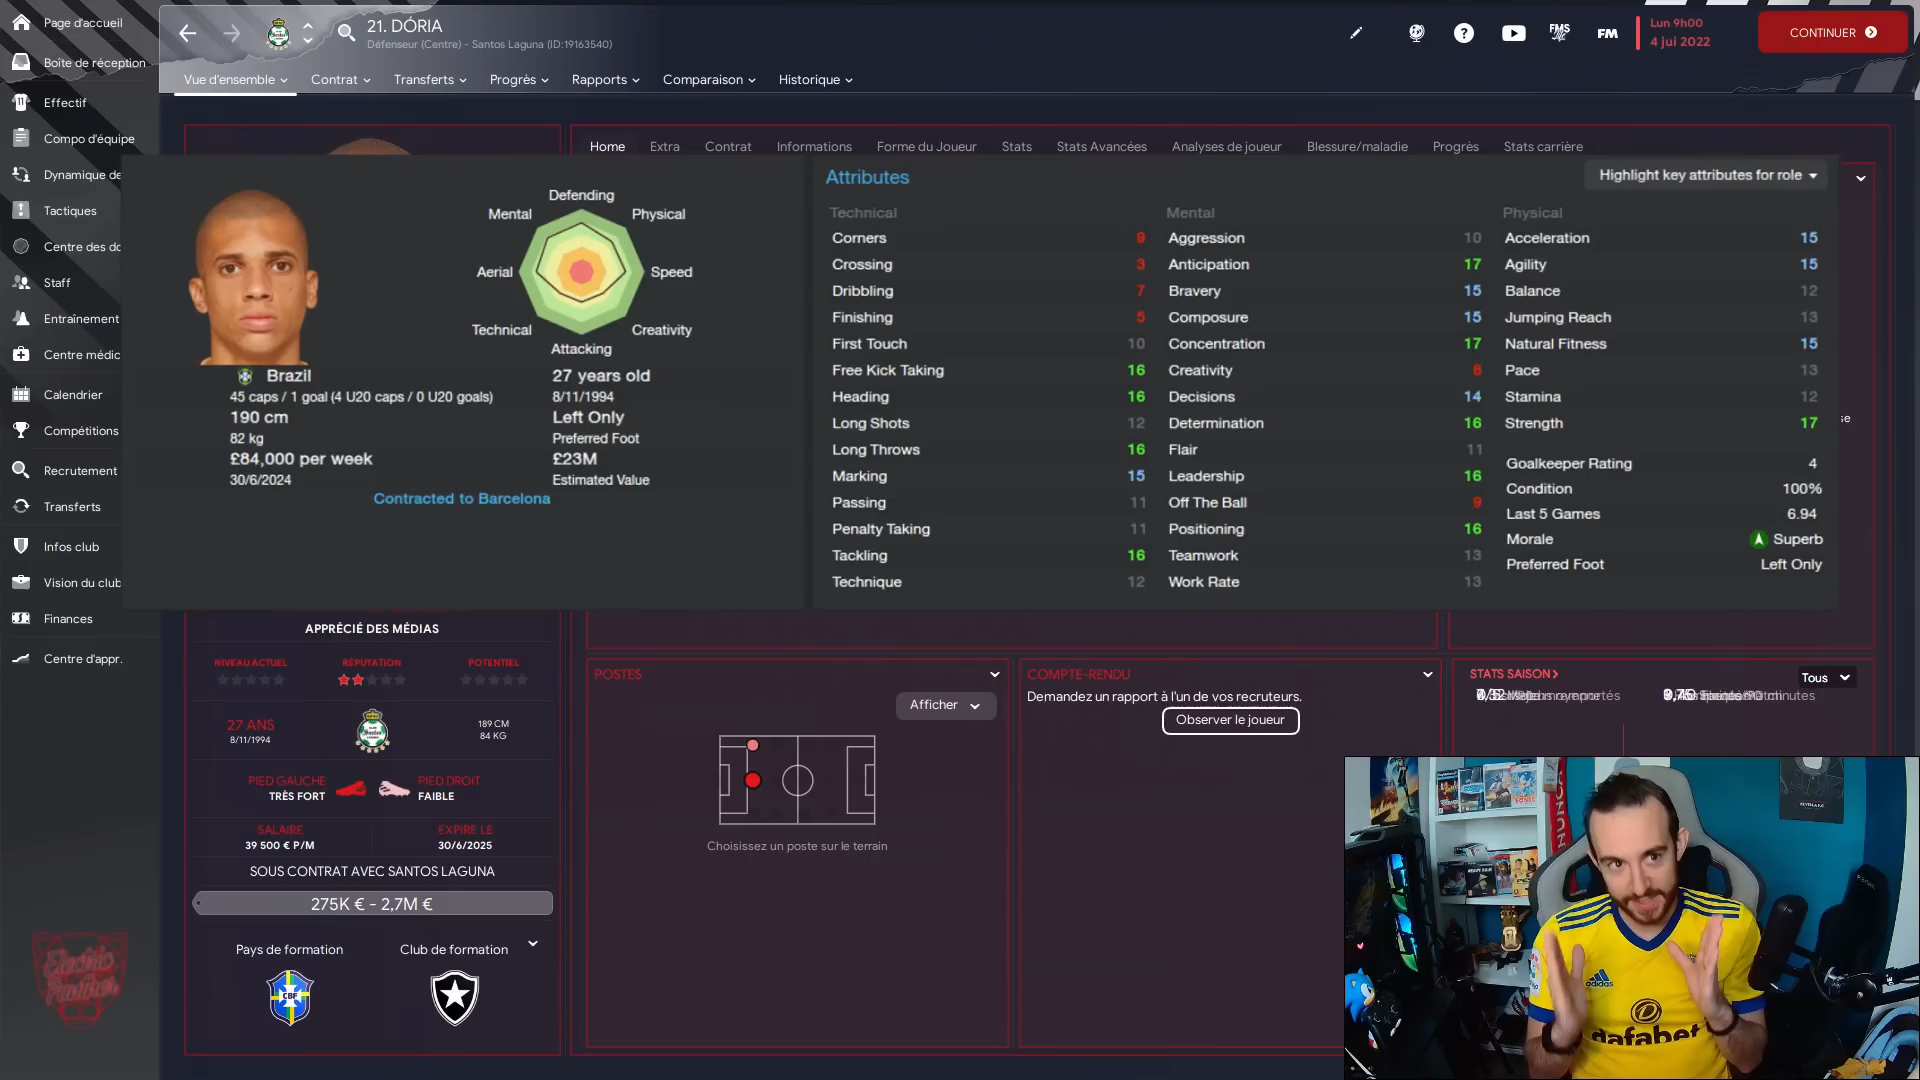 Page d'accueil
Boîte de réception
Effectif
Compo d'équipe
Dynamique de
Tactiques
Centre des do
Staff
Entraînement
Centre médic
Calendrier
Compétitions
Recrutement
Transferts
Infos club
Vision du club
Finances
Centre d'appr.
21. DÓRIA
Défenseur (Centre) - Santos Laguna (ID:19163540)
FMS
FM
Lun 9h00
4 jui 2022
CONTINUER
Vue d'ensemble
Contrat
Transferts
Progrès
Rapports
Comparaison
Historique
Home
Extra
Contrat
Informations
Forme du Joueur
Stats
Stats Avancées
Analyses de joueur
Blessure/maladie
Progrès
Stats carrière
Defending
Mental
Physical
Aerial
Speed
Technical
Creativity
Attacking
Brazil
45 caps / 1 goal (4 U20 caps / 0 U20 goals)
190 cm
82 kg
£84,000 per week
30/6/2024
27 years old
8/11/1994
Left Only
Preferred Foot
£23M
Estimated Value
Contracted to Barcelona
Attributes
Highlight key attributes for role
Technical
Corners 9
Crossing 3
Dribbling 7
Finishing 5
First Touch 10
Free Kick Taking 16
Heading 16
Long Shots 12
Long Throws 16
Marking 15
Passing 11
Penalty Taking 11
Tackling 16
Technique 12
Mental
Aggression 10
Anticipation 17
Bravery 15
Composure 15
Concentration 17
Creativity
Decisions 14
Determination 16
Flair 11
Leadership 16
Off The Ball 9
Positioning 16
Teamwork 13
Work Rate 13
Physical
Acceleration 15
Agility 15
Balance 12
Jumping Reach 13
Natural Fitness 15
Pace 13
Stamina 12
Strength 17
Goalkeeper Rating 4
Condition 100%
Last 5 Games 6.94
Morale Superb
Preferred Foot Left Only
se
APPRÉCIÉ DES MÉDIAS
NIVEAU ACTUEL
RÉPUTATION
POTENTIEL
27 ANS
8/11/1994
189 CM
84 KG
PIED GAUCHE
TRÈS FORT
PIED DROIT
FAIBLE
SALAIRE
39 500 € P/M
EXPIRE LE
30/6/2025
SOUS CONTRAT AVEC SANTOS LAGUNA
275K € - 2,7M €
Pays de formation
Club de formation
CBF
Electric Panther
POSTES
Afficher
Choisissez un poste sur le terrain
COMPTE-RENDU
Demandez un rapport à l'un de vos recruteurs.
Observer le joueur
STATS SAISON
Tous
SEVILLA F.C.
adidas
dafabet